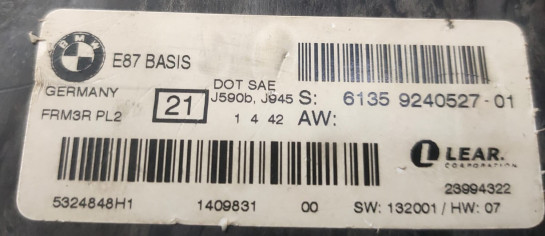 BMW
E87 BASIS
GERMANY
FRM3R PL2
21
DOT SAE
J590b, J945
1 4 42
S: 6135 9240527-01
AW:
LEAR.
CORPORATION
23994322
5324848H1 1409831 00 SW: 132001 / HW: 07